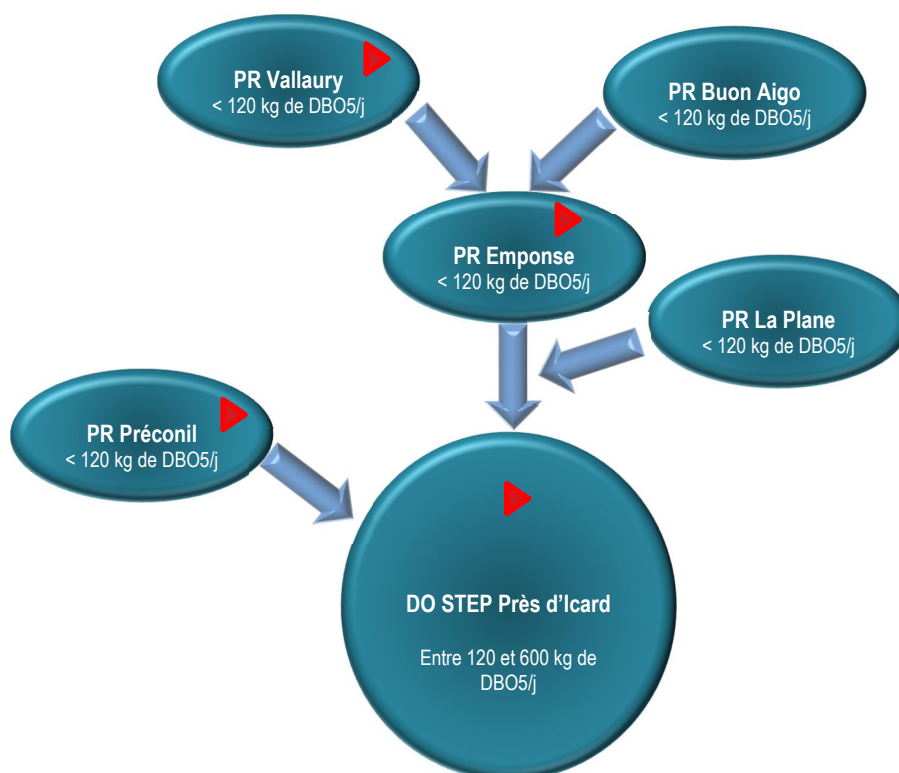 PR Vallaury
< 120 kg de DBO5/j
PR Buon Aigo
< 120 kg de DBO5/j
PR Emponse
< 120 kg de DBO5/j
PR La Plane
< 120 kg de DBO5/j
PR Préconil
< 120 kg de DBO5/j
DO STEP Près d’Icard
Entre 120 et 600 kg de
DBO5/j